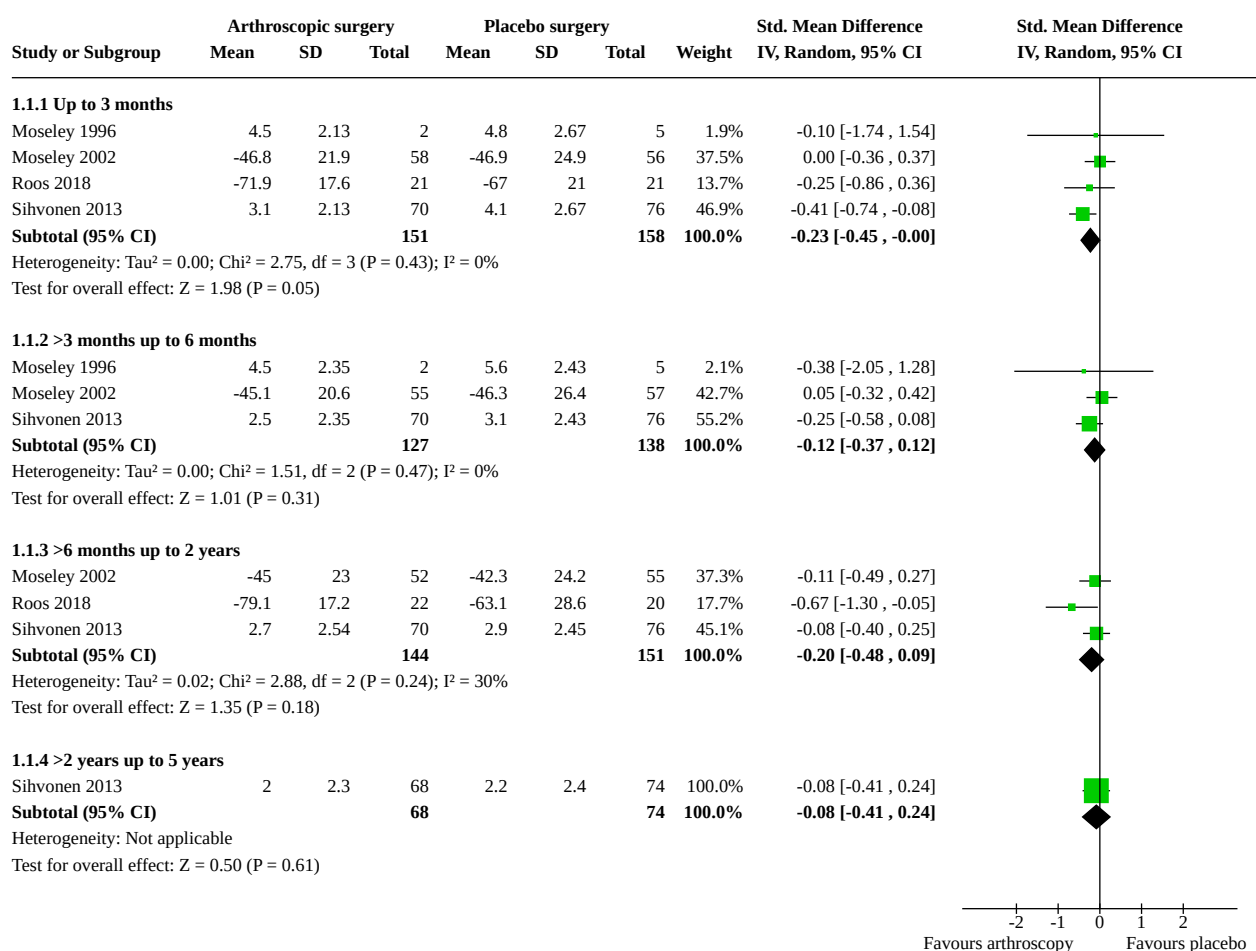 Arthroscopic surgery Placebo surgery Std. Mean Difference Std. Mean Difference
Study or Subgroup Mean SD Total Mean SD Total Weight IV, Random, 95% CI IV, Random, 95% CI
1.1.1 Up to 3 months
Moseley 1996 4.5 2.13 2 4.8 2.67 5 1.9% -0.10 [-1.74 , 1.54]
Moseley 2002 -46.8 21.9 58 -46.9 24.9 56 37.5% 0.00 [-0.36 , 0.37]
Roos 2018 -71.9 17.6 21 -67 21 21 13.7% -0.25 [-0.86 , 0.36]
Sihvonen 2013 3.1 2.13 70 4.1 2.67 76 46.9% -0.41 [-0.74 , -0.08]
Subtotal (95% CI) 151 158 100.0% -0.23 [-0.45 , -0.00]
Heterogeneity: Tau² = 0.00; Chi² = 2.75, df = 3 (P = 0.43); I² = 0%
Test for overall effect: Z = 1.98 (P = 0.05)
1.1.2 >3 months up to 6 months
Moseley 1996 4.5 2.35 2 5.6 2.43 5 2.1% -0.38 [-2.05 , 1.28]
Moseley 2002 -45.1 20.6 55 -46.3 26.4 57 42.7% 0.05 [-0.32 , 0.42]
Sihvonen 2013 2.5 2.35 70 3.1 2.43 76 55.2% -0.25 [-0.58 , 0.08]
Subtotal (95% CI) 127 138 100.0% -0.12 [-0.37 , 0.12]
Heterogeneity: Tau² = 0.00; Chi² = 1.51, df = 2 (P = 0.47); I² = 0%
Test for overall effect: Z = 1.01 (P = 0.31)
1.1.3 >6 months up to 2 years
Moseley 2002 -45 23 52 -42.3 24.2 55 37.3% -0.11 [-0.49 , 0.27]
Roos 2018 -79.1 17.2 22 -63.1 28.6 20 17.7% -0.67 [-1.30 , -0.05]
Sihvonen 2013 2.7 2.54 70 2.9 2.45 76 45.1% -0.08 [-0.40 , 0.25]
Subtotal (95% CI) 144 151 100.0% -0.20 [-0.48 , 0.09]
Heterogeneity: Tau² = 0.02; Chi² = 2.88, df = 2 (P = 0.24); I² = 30%
Test for overall effect: Z = 1.35 (P = 0.18)
1.1.4 >2 years up to 5 years
Sihvonen 2013 2 2.3 68 2.2 2.4 74 100.0% -0.08 [-0.41 , 0.24]
Subtotal (95% CI) 68 74 100.0% -0.08 [-0.41 , 0.24]
Heterogeneity: Not applicable
Test for overall effect: Z = 0.50 (P = 0.61)
-2 -1 0 1 2
Favours arthroscopy Favours placebo